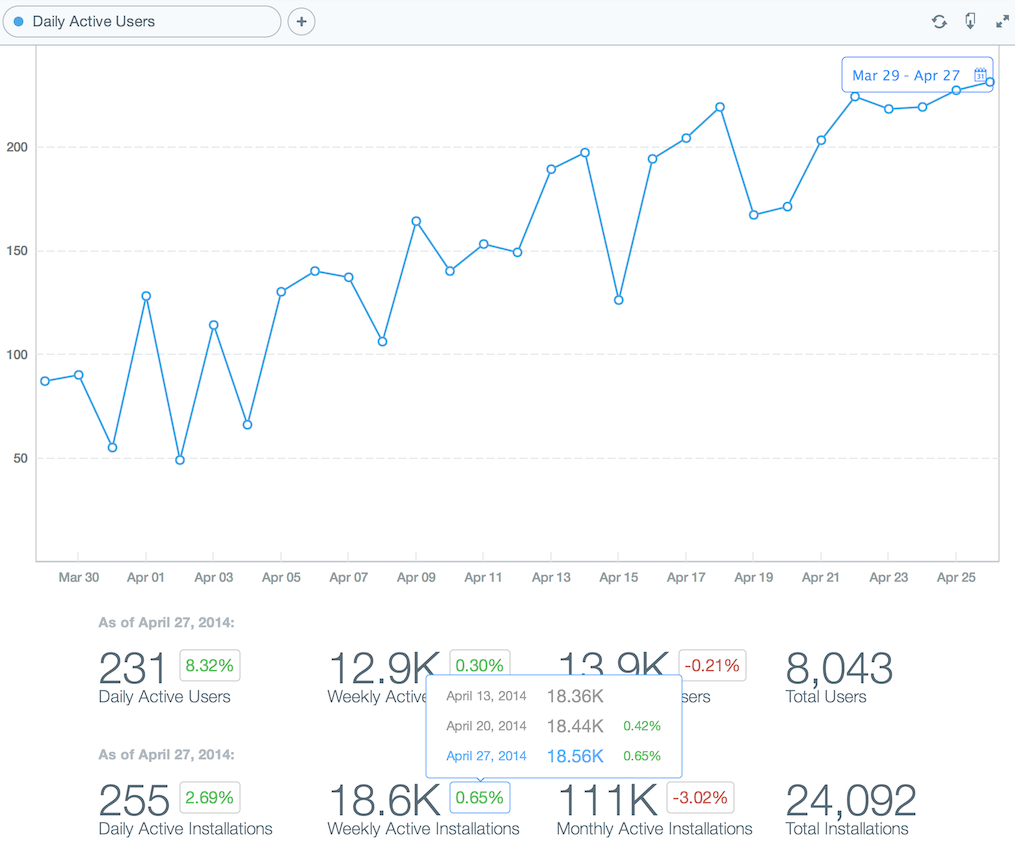 Daily Active Users
+
Mar 29 - Apr 27 31
200
150
100
50
Mar 30 Apr 01 Apr 03 Apr 05 Apr 07 Apr 09 Apr 11 Apr 13 Apr 15 Apr 17 Apr 19 Apr 21 Apr 23 Apr 25
As of April 27, 2014:
231 8.32% 12.9K 0.30% 13.9K -0.21% 8,043
Daily Active Users Weekly Active Total Users
April 13, 2014 18.36K
April 20, 2014 18.44K 0.42%
April 27, 2014 18.56K 0.65%
As of April 27, 2014:
255 2.69% 18.6K 0.65% 111K -3.02% 24,092
Daily Active Installations Weekly Active Installations Monthly Active Installations Total Installations